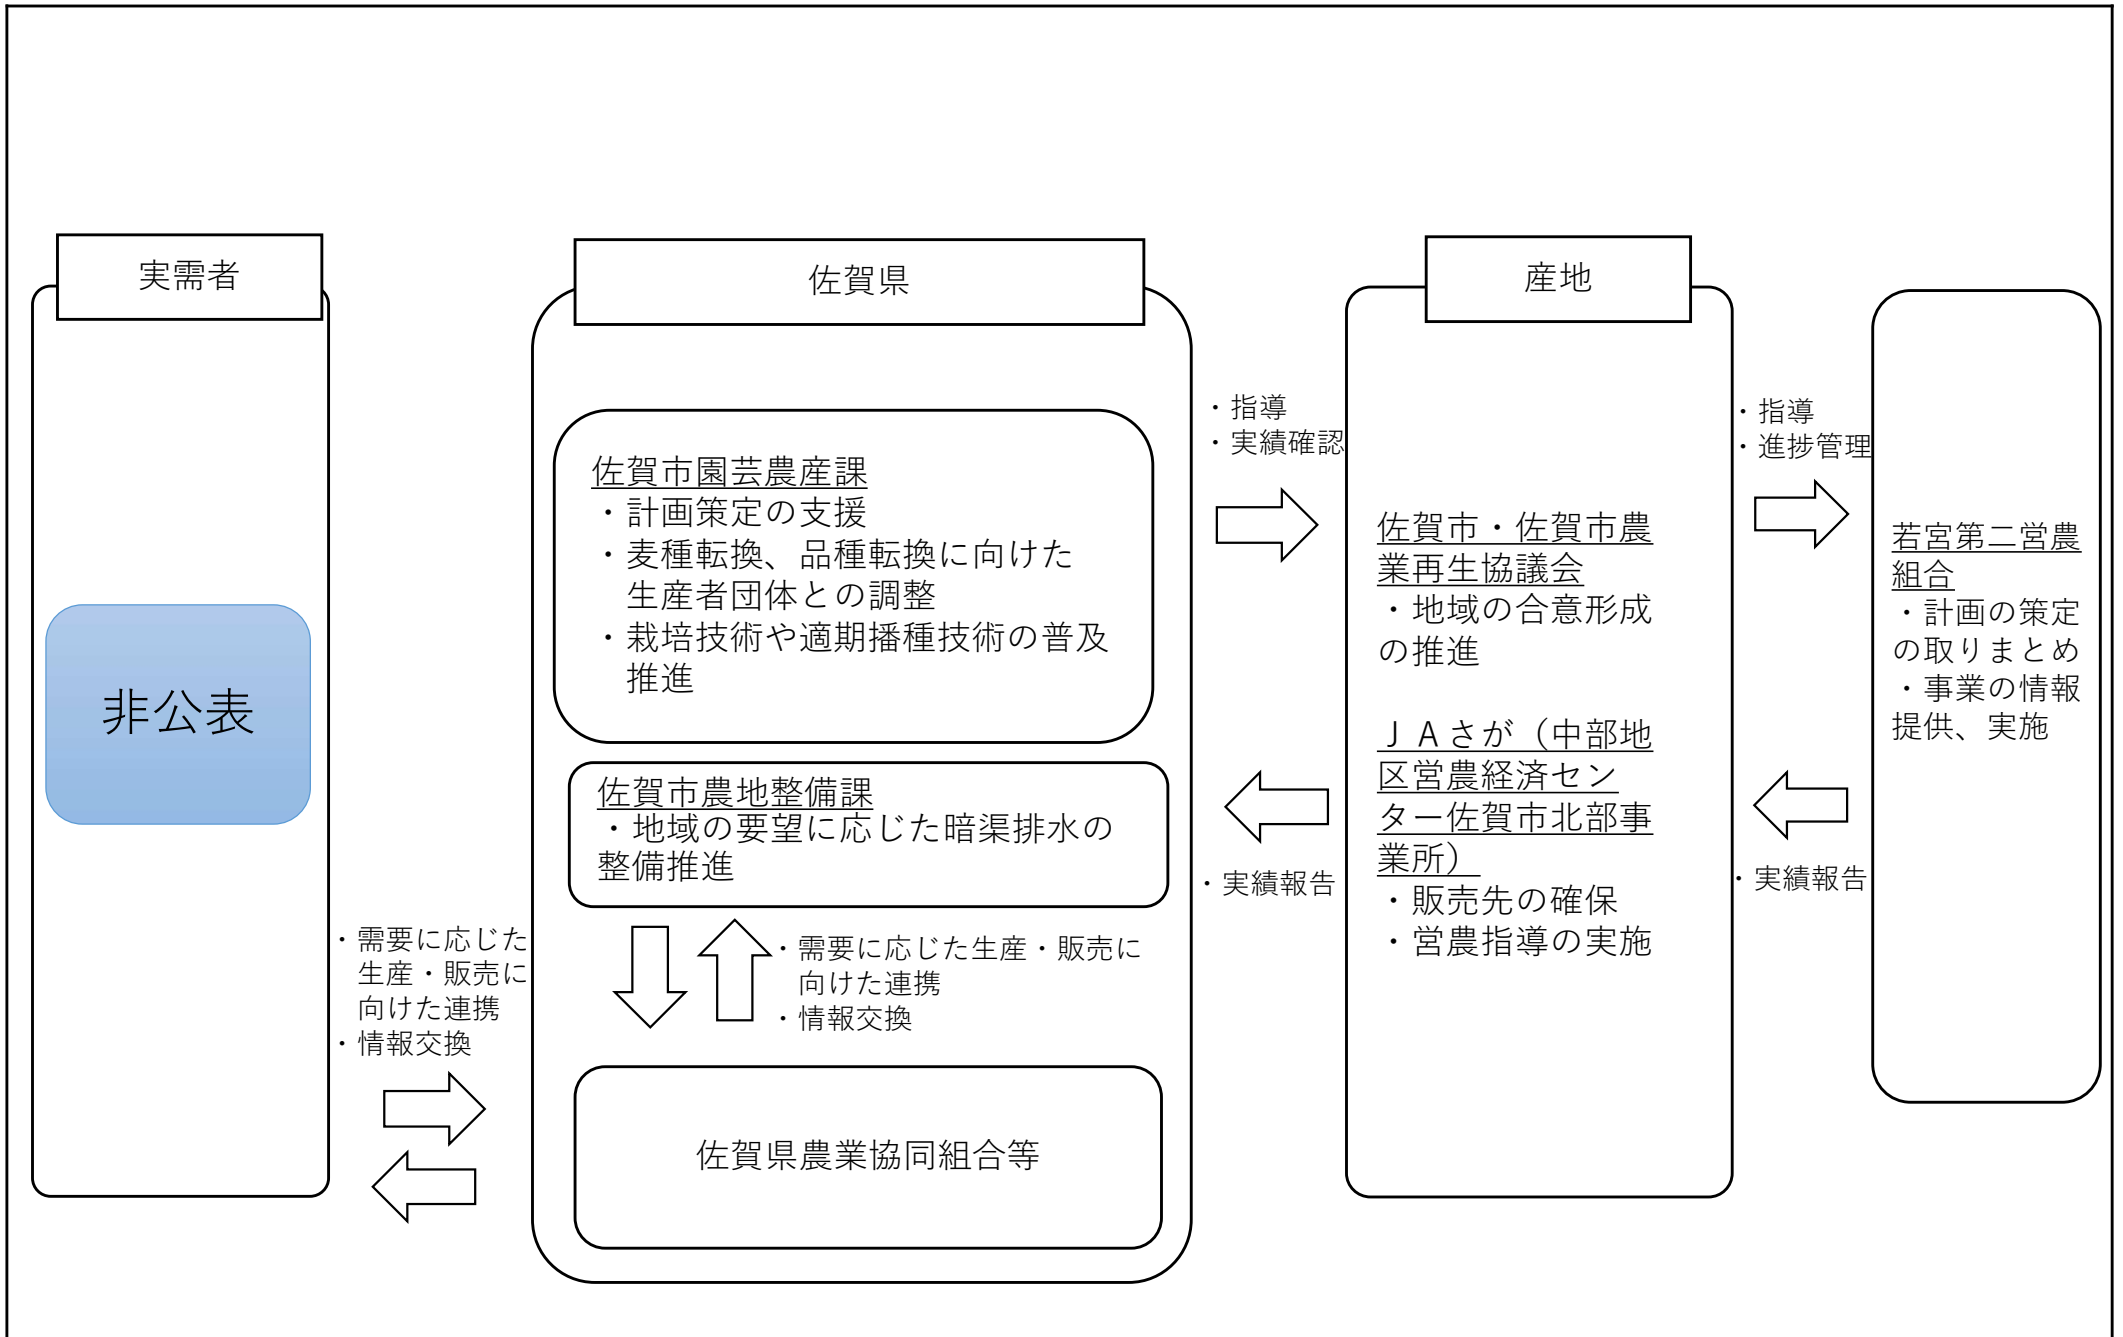 実需者
非公表
・需要に応じた
生産・販売に
向けた連携
・情報交換
佐賀県
佐賀市園芸農産課
・計画策定の支援
・麦種転換、品種転換に向けた
生産者団体との調整
・栽培技術や適期播種技術の普及
推進
佐賀市農地整備課
・地域の要望に応じた暗渠排水の
整備推進
・需要に応じた生産・販売に
向けた連携
・情報交換
佐賀県農業協同組合等
・指導
・実績確認
・実績報告
産地
佐賀市・佐賀市農
業再生協議会
・地域の合意形成
の推進
ＪＡさが（中部地
区営農経済セン
ター佐賀市北部事
業所）
・販売先の確保
・営農指導の実施
・指導
・進捗管理
・実績報告
若宮第二営農
組合
・計画の策定
の取りまとめ
・事業の情報
提供、実施